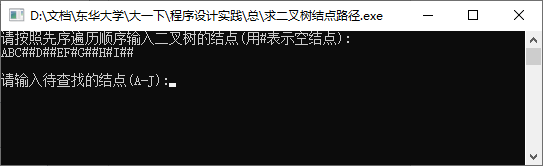 D:\文档\东华大学\大一下\程序设计实践\总\求二叉树结点路径.exe
请按照先序遍历顺序输入二叉树的结点(用#表示空结点):
ABC##D##EF#G##H#I##
请输入待查找的结点(A-J):